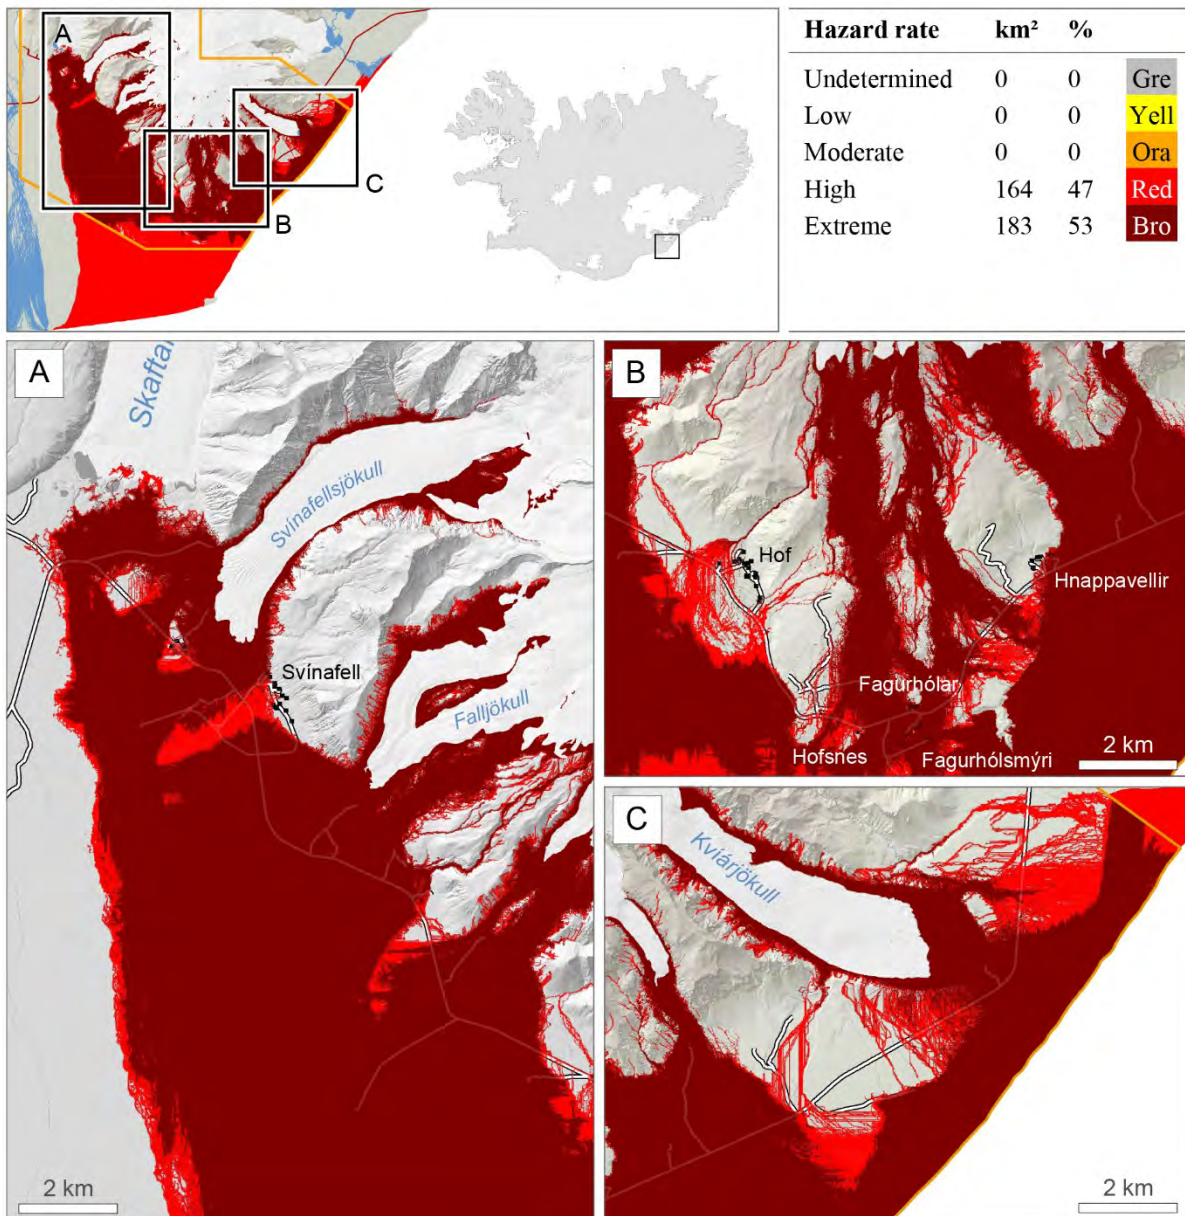 A
B
C
Hazard rate km² %
Undetermined 0 0 Gre
Low 0 0 Yell
Moderate 0 0 Ora
High 164 47 Red
Extreme 183 53 Bro
A
Skaftaf
Svínafellsjökull
Svínafell
Falljökull
2 km
B
Hof
Hnappavellir
Fagurhólar
Hofsnes
Fagurhólsmýri
2 km
C
Kvíárjökull
2 km